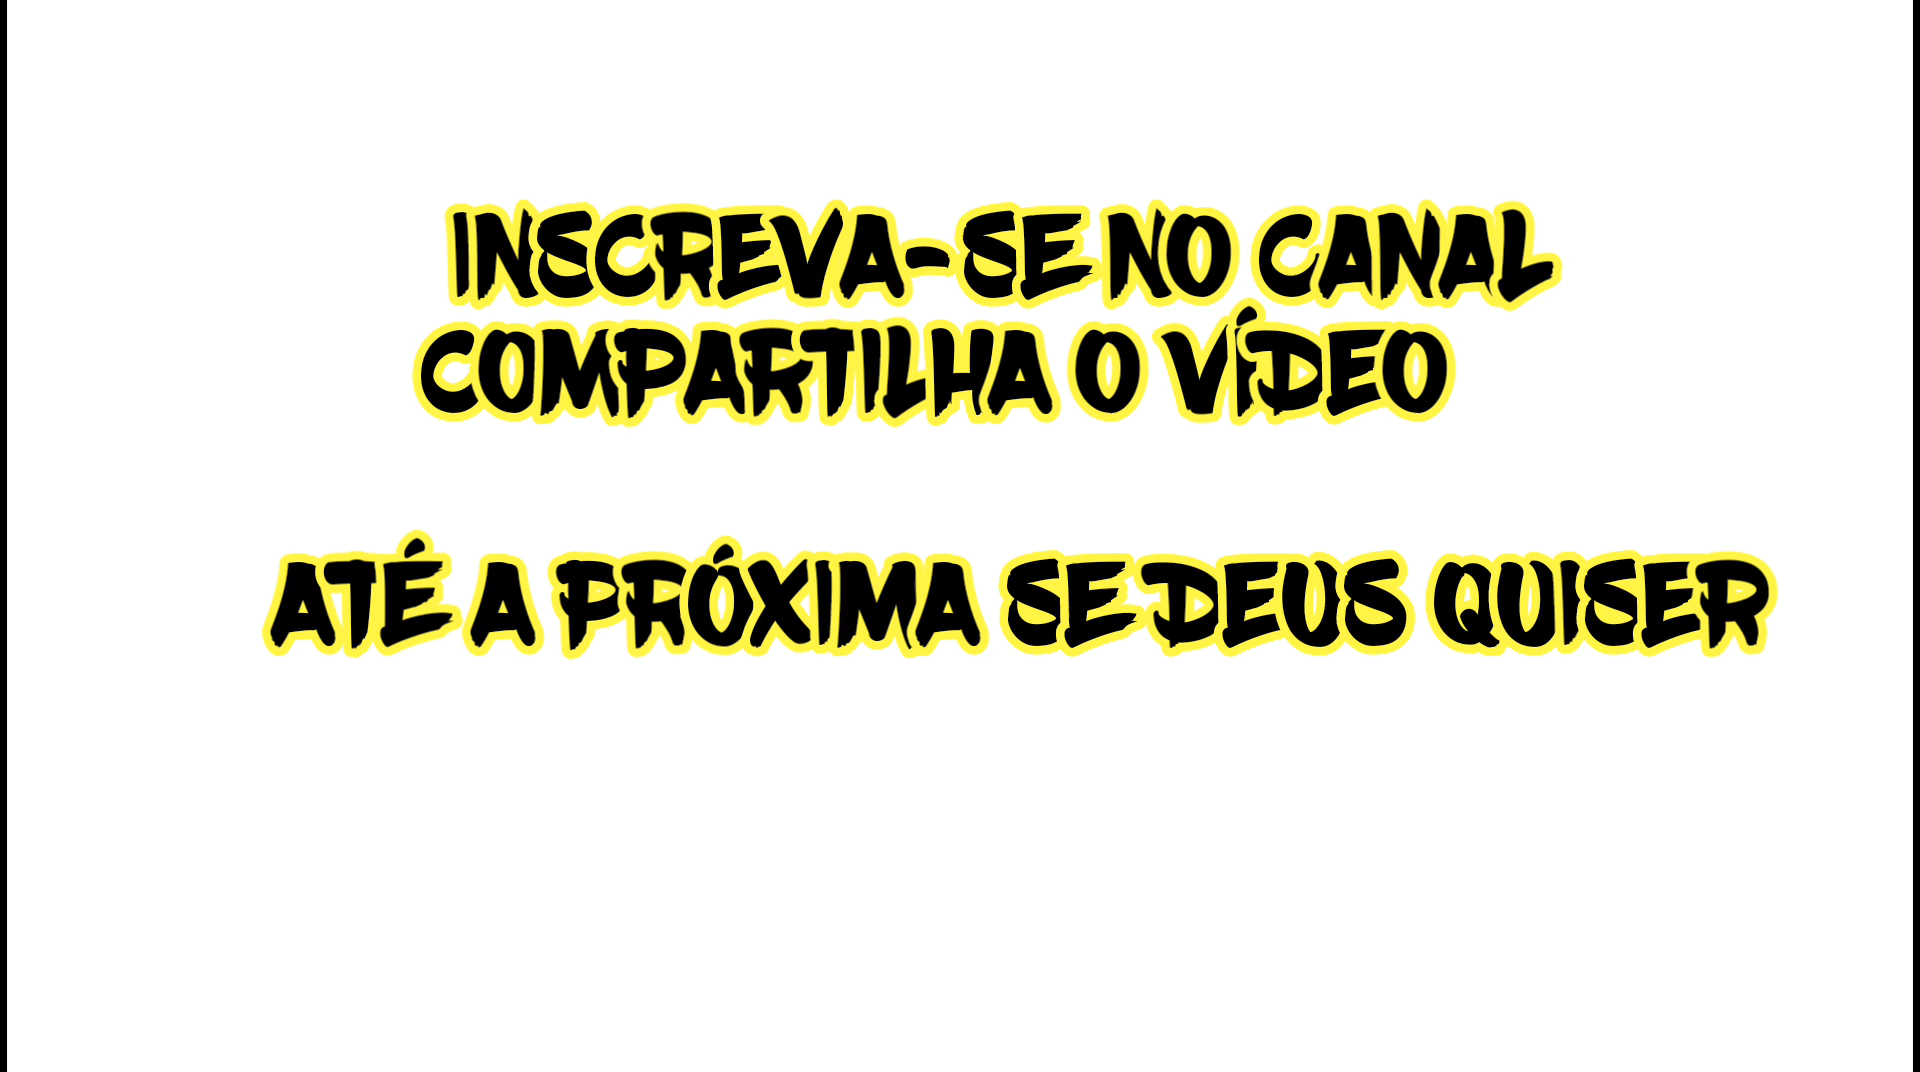 INSCREVA-SE NO CANAL
COMPARTILHA O VÍDEO
ATÉ A PRÓXIMA SE DEUS QUISER